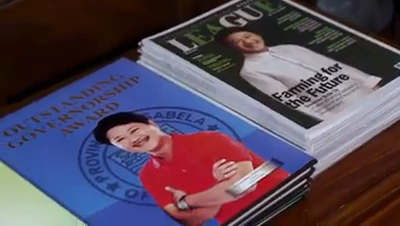 LEAGUE
Farming for
the Future
OUTSTANDING
GOVERNORSHIP
AWARD
PROVINCE OF ISABELA